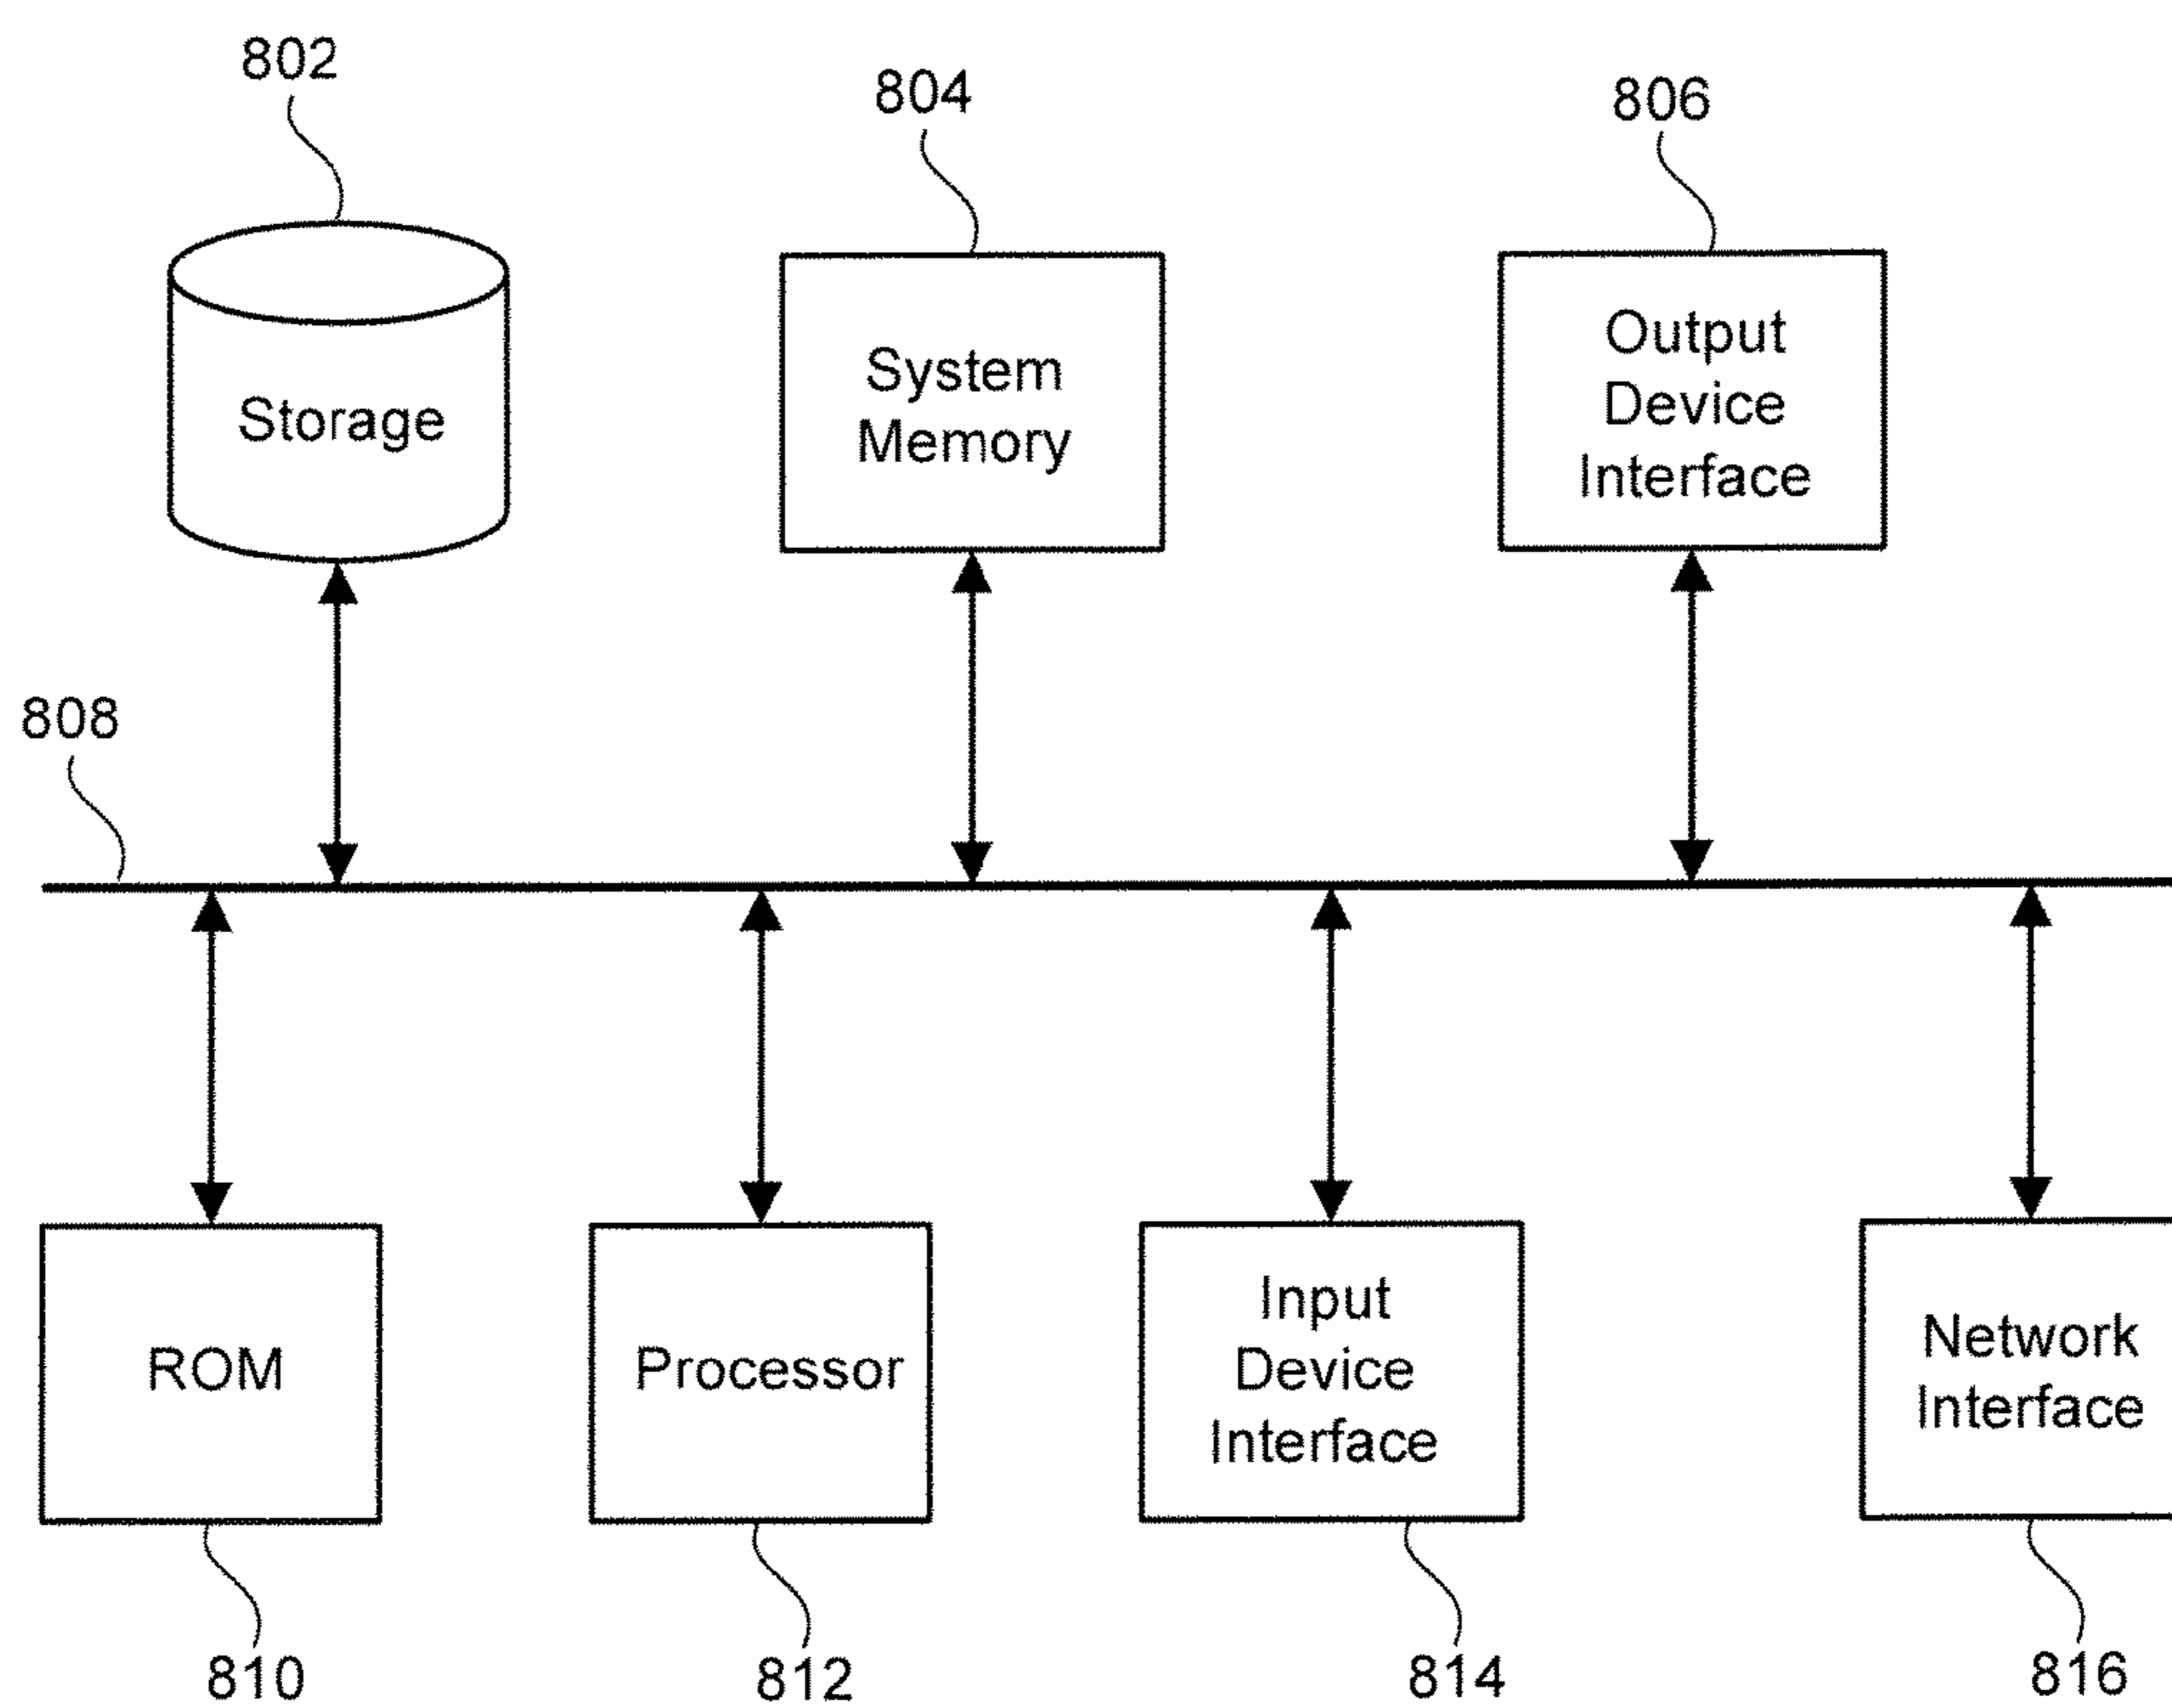 802
804
806
Storage
System
Memory
Output
Device
Interface
808
ROM
Processor
Input
Device
Interface
Network
Interface
810
812
814
816